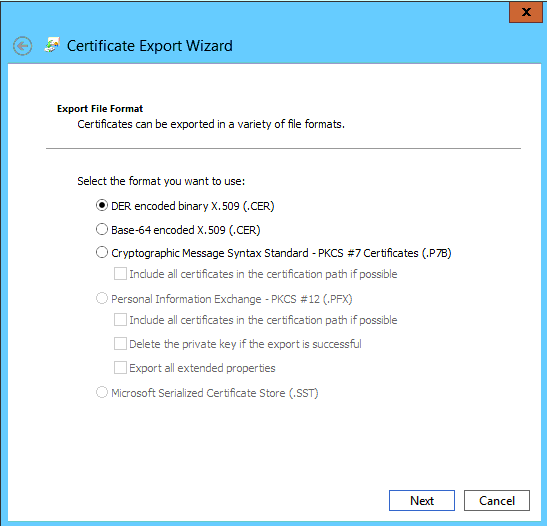 x
Certificate Export Wizard
Export File Format
Certificates can be exported in a variety of file formats.
Select the format you want to use:
DER encoded binary X.509 (.CER)
Base-64 encoded X.509 (.CER)
Cryptographic Message Syntax Standard - PKCS #7 Certificates (.P7B)
Include all certificates in the certification path if possible
Personal Information Exchange - PKCS #12 (.PFX)
Include all certificates in the certification path if possible
Delete the private key if the export is successful
Export all extended properties
Microsoft Serialized Certificate Store (.SST)
Next Cancel